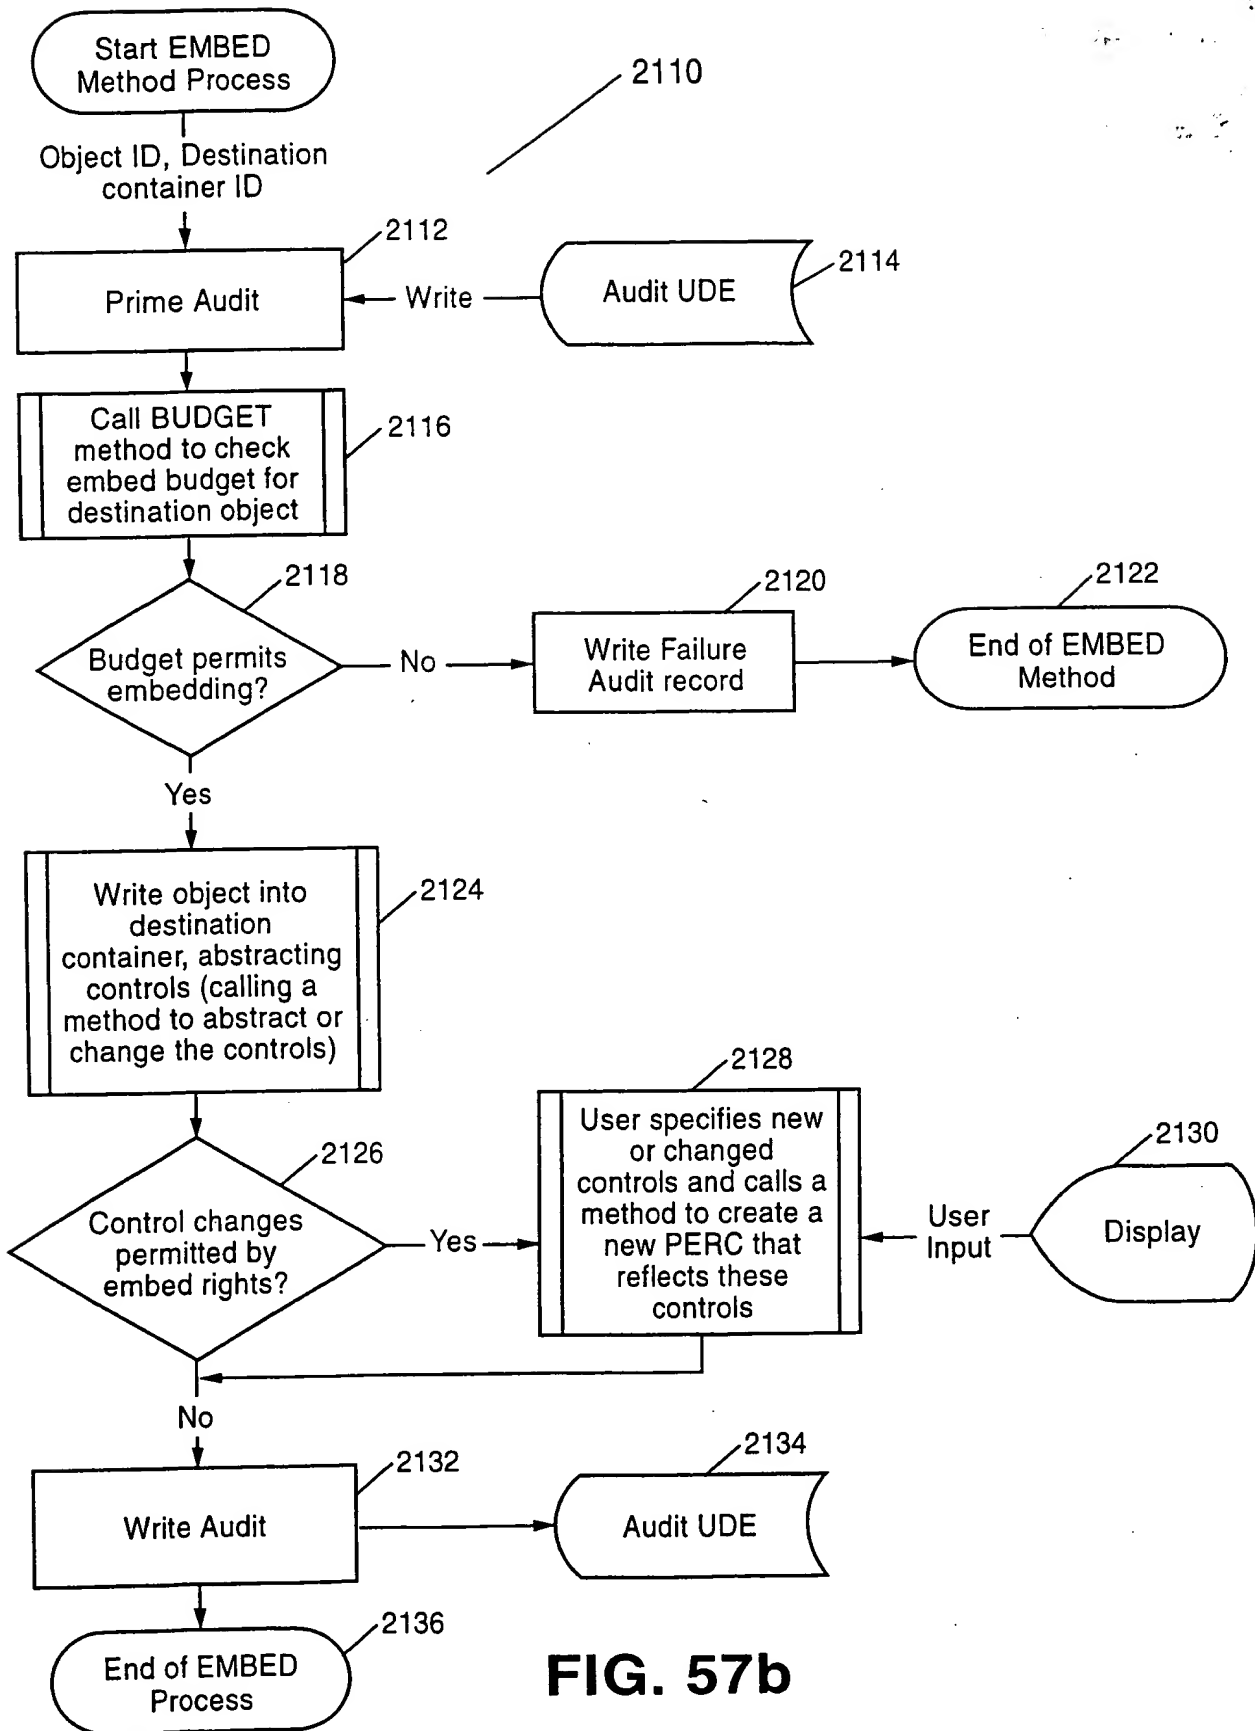 Start EMBED
Method Process
2110
Object ID, Destination
container ID
2112
Prime Audit
Write
Audit UDE
2114
Call BUDGET
method to check
embed budget for
destination object
2116
2118
Budget permits
embedding?
No
2120
Write Failure
Audit record
2122
End of EMBED
Method
Yes
Write object into
destination
container, abstracting
controls (calling a
method to abstract or
change the controls)
2124
2126
Control changes
permitted by
embed rights?
Yes
2128
User specifies new
or changed
controls and calls a
method to create a
new PERC that
reflects these
controls
User
Input
2130
Display
No
2132
Write Audit
2134
Audit UDE
2136
End of EMBED
Process
FIG. 57b